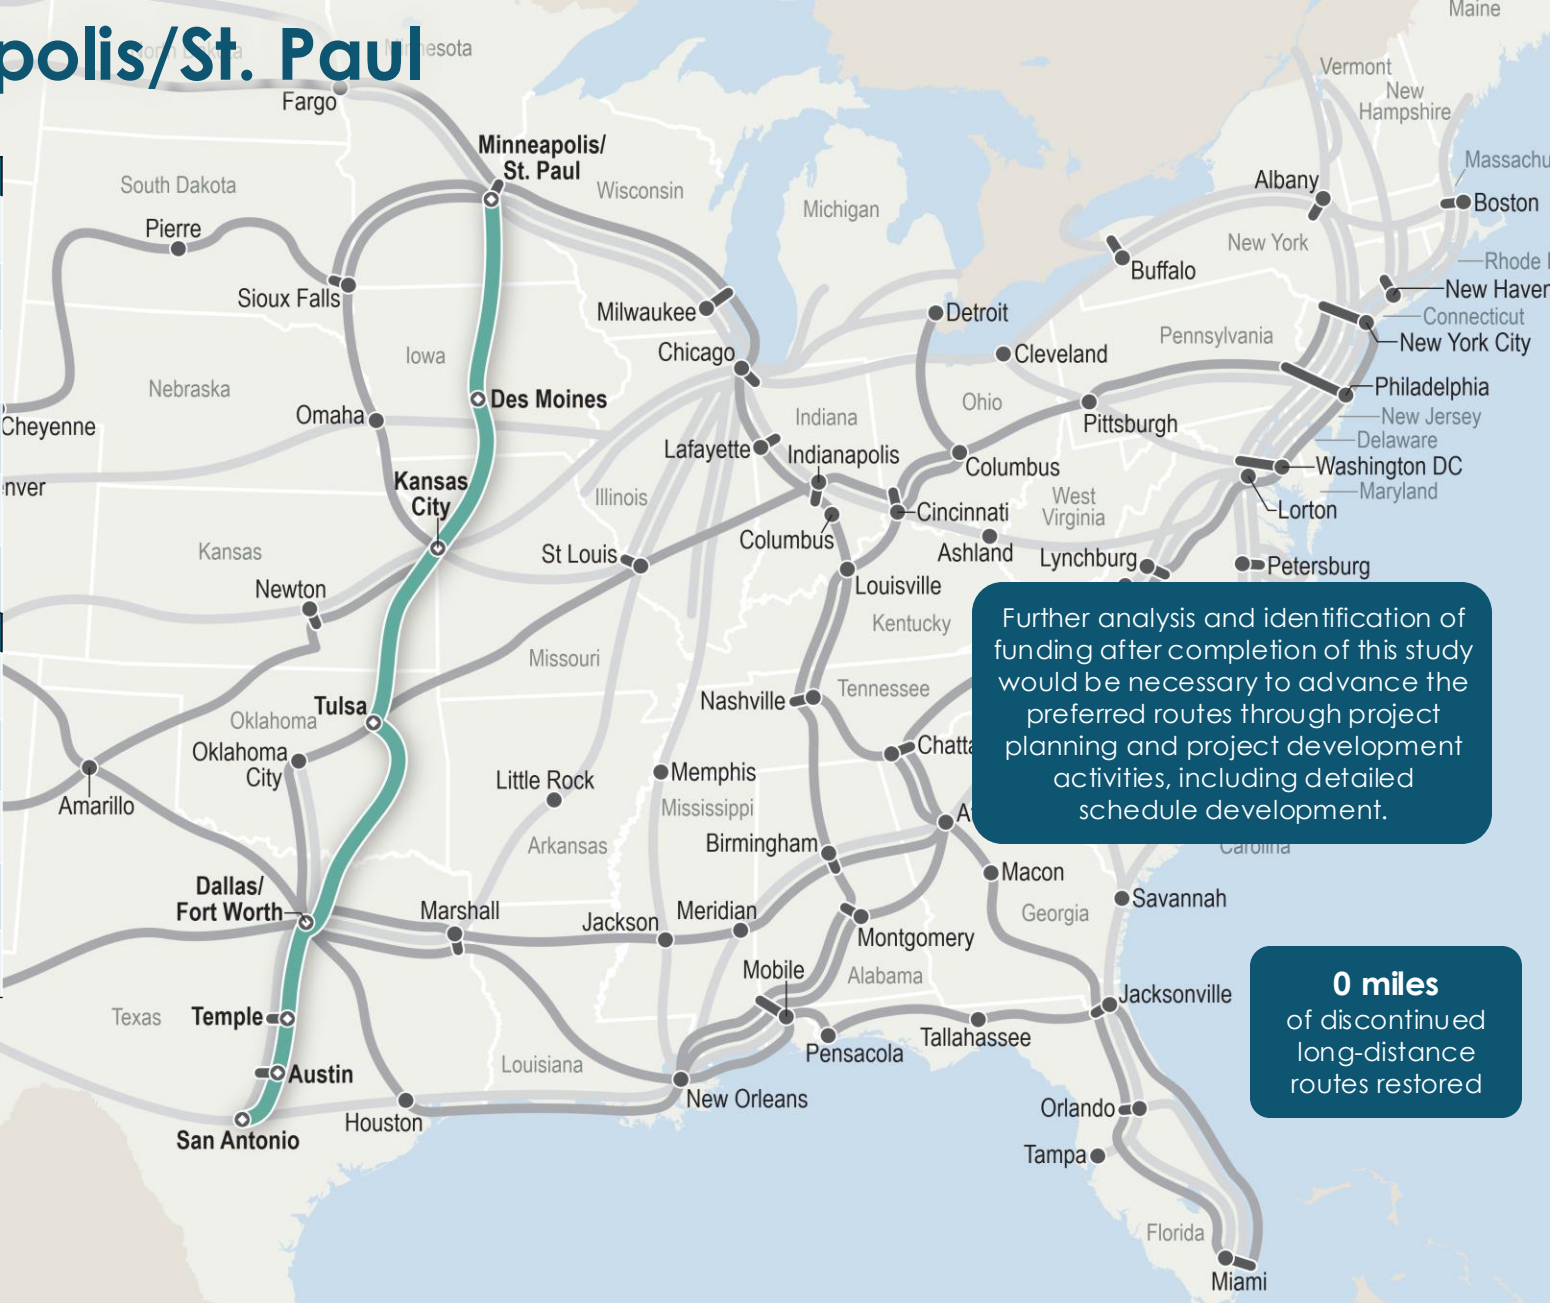 polis/St. Paul
North Dakota
Minnesota
Maine
Fargo
Vermont
New
Hampshire
Minneapolis/
St. Paul
Wisconsin
South Dakota
Michigan
Massachu
Albany
Boston
Pierre
New York
Buffalo
Rhode I
Sioux Falls
New Haven
Milwaukee
Detroit
Connecticut
Pennsylvania
New York City
Iowa
Chicago
Cleveland
Nebraska
Des Moines
Philadelphia
Omaha
Indiana
Ohio
Pittsburgh
New Jersey
Cheyenne
Delaware
Lafayette
Indianapolis
Columbus
Washington DC
nver
Kansas
City
Illinois
West
Virginia
Maryland
Cincinnati
Lorton
Kansas
St Louis
Columbus
Ashland
Lynchburg
Petersburg
Newton
Louisville
Kentucky
Missouri
Further analysis and identification of
funding after completion of this study
would be necessary to advance the
preferred routes through project
planning and project development
activities, including detailed
schedule development.
Tulsa
Nashville
Tennessee
Oklahoma
Oklahoma
City
Chatta
Amarillo
Little Rock
Memphis
Mississippi
A
Arkansas
Birmingham
Carolina
Macon
Dallas/
Fort Worth
Marshall
Jackson
Meridian
Georgia
Savannah
Montgomery
Mobile
Alabama
0 miles
of discontinued
long-distance
routes restored
Texas
Temple
Jacksonville
Pensacola
Tallahassee
Louisiana
Austin
New Orleans
Houston
Orlando
San Antonio
Tampa
Florida
Miami